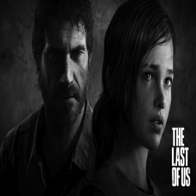 THE
LAST
OF US